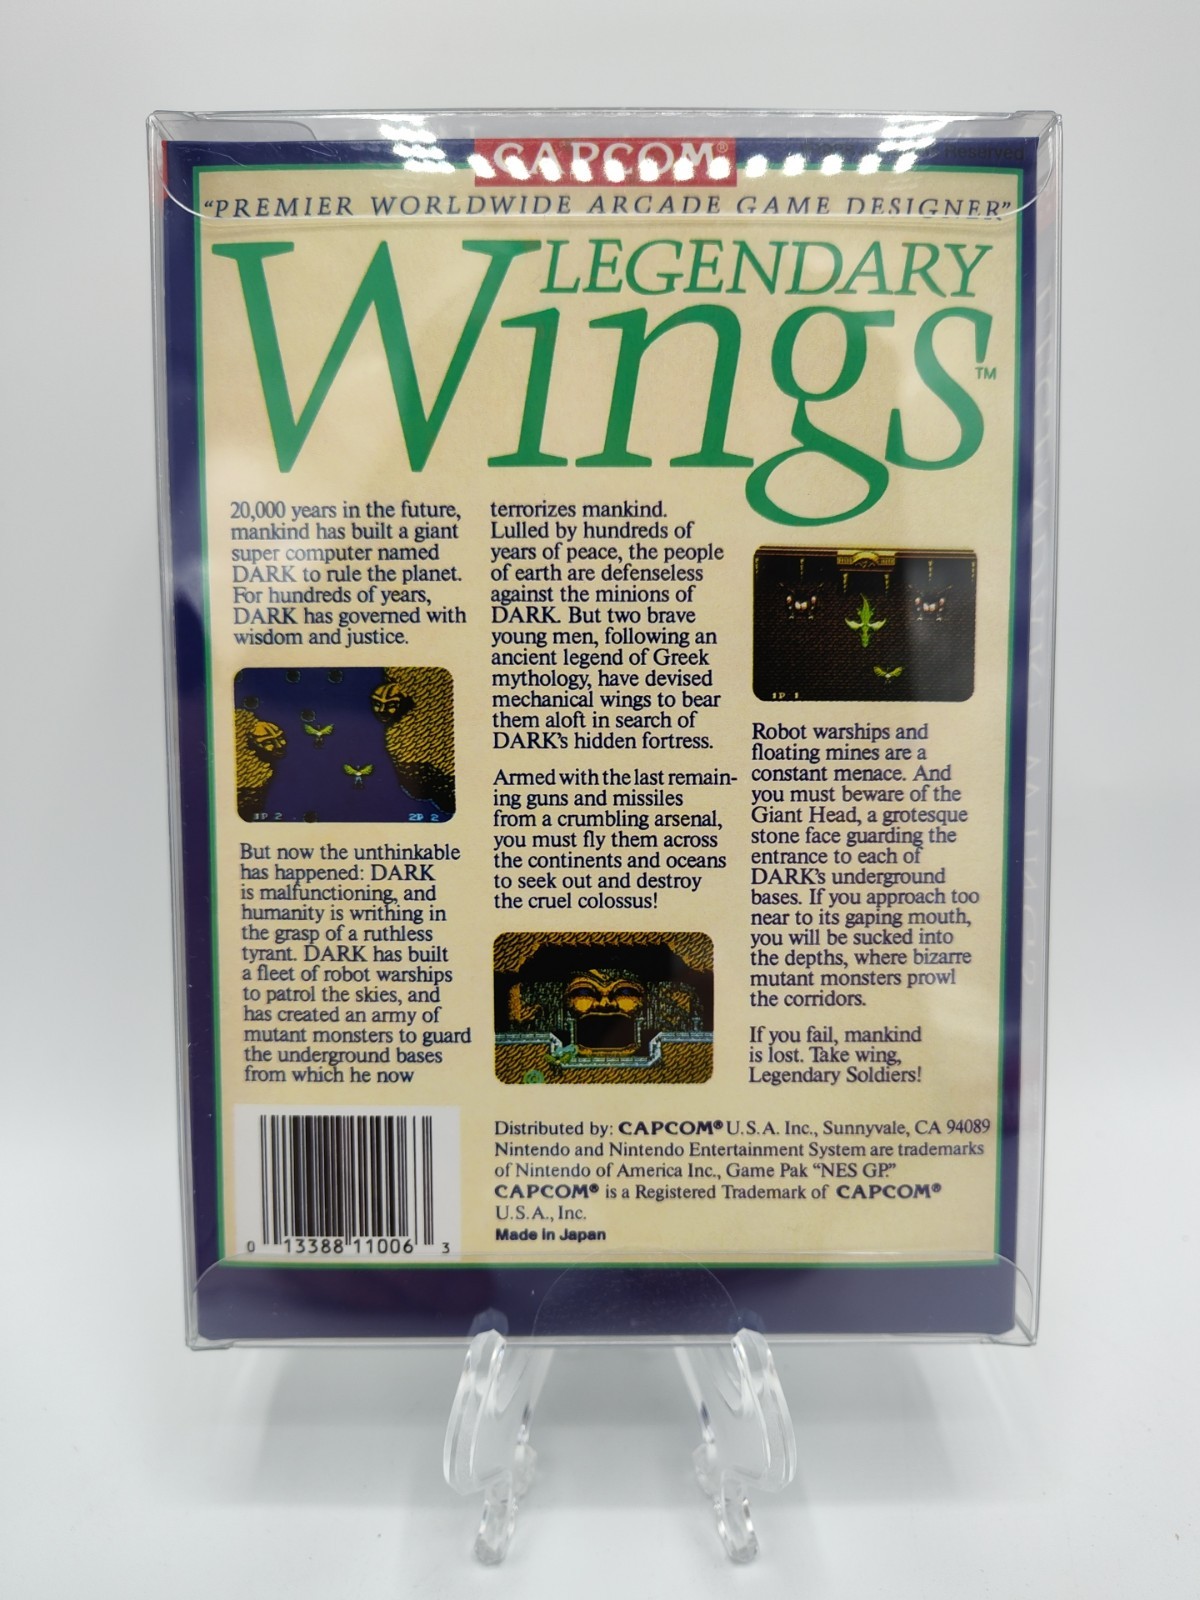 CAPCOM®
Reserved
"PREMIER WORLDWIDE ARCADE GAME DESIGNER"
LEGENDARY
Wings™
20,000 years in the future,
mankind has built a giant
super computer named
DARK to rule the planet.
For hundreds of years,
DARK has governed with
wisdom and justice.
1P 2
2P 2
But now the unthinkable
has happened: DARK
is malfunctioning, and
humanity is writhing in
the grasp of a ruthless
tyrant. DARK has built
a fleet of robot warships
to patrol the skies, and
has created an army of
mutant monsters to guard
the underground bases
from which he now
terrorizes mankind.
Lulled by hundreds of
years of peace, the people
of earth are defenseless
against the minions of
DARK. But two brave
young men, following an
ancient legend of Greek
mythology, have devised
mechanical wings to bear
them aloft in search of
DARK's hidden fortress.
Armed with the last remain-
ing guns and missiles
from a crumbling arsenal,
you must fly them across
the continents and oceans
to seek out and destroy
the cruel colossus!
1P 1
Robot warships and
floating mines are a
constant menace. And
you must beware of the
Giant Head, a grotesque
stone face guarding the
entrance to each of
DARK's underground
bases. If you approach too
near to its gaping mouth,
you will be sucked into
the depths, where bizarre
mutant monsters prowl
the corridors.
If you fail, mankind
is lost. Take wing,
Legendary Soldiers!
0 13388 11006 3
Distributed by: CAPCOM® U.S.A. Inc., Sunnyvale, CA 94089
Nintendo and Nintendo Entertainment System are trademarks
of Nintendo of America Inc., Game Pak "NES GP."
CAPCOM® is a Registered Trademark of CAPCOM®
U.S.A., Inc.
Made in Japan